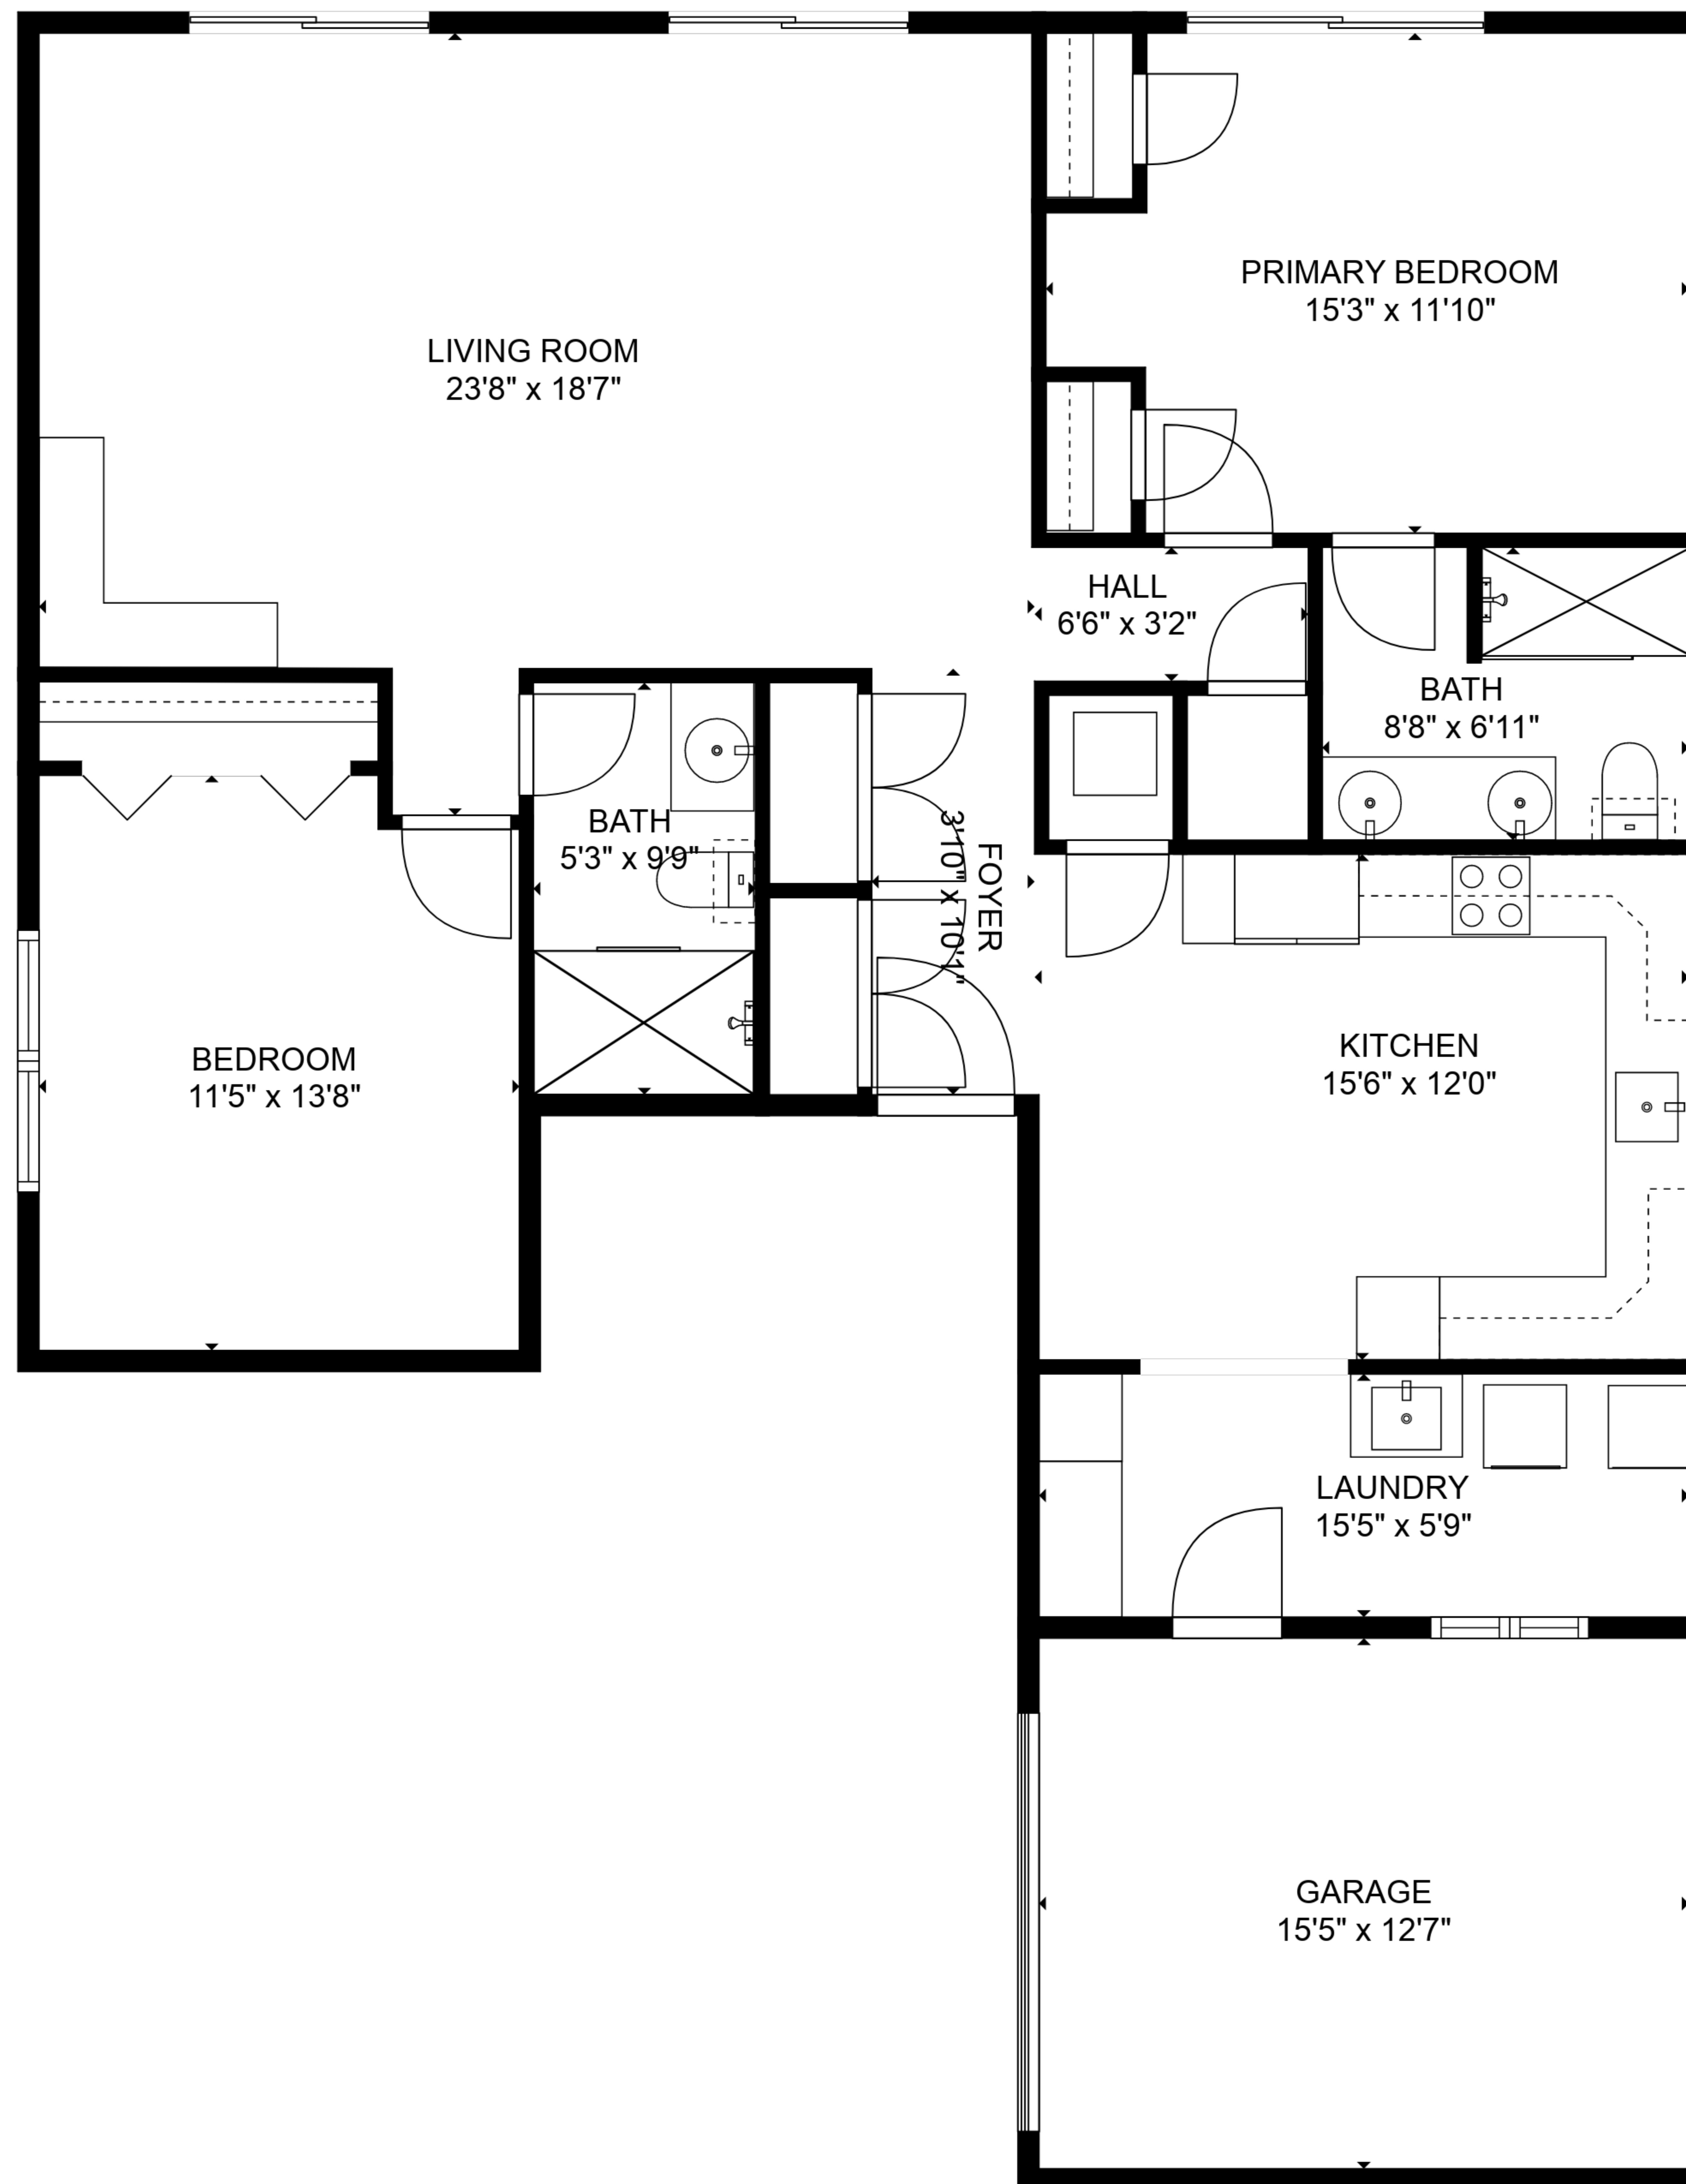 PRIMARY BEDROOM
15'3" x 11'10"
LIVING ROOM
23'8" x 18'7"
HALL
6'6" x 3'2"
BATH
8'8" x 6'11"
BATH
5'3" x 9'9"
FOYER
3'10" x 10'1"
KITCHEN
15'6" x 12'0"
BEDROOM
11'5" x 13'8"
LAUNDRY
15'5" x 5'9"
GARAGE
15'5" x 12'7"